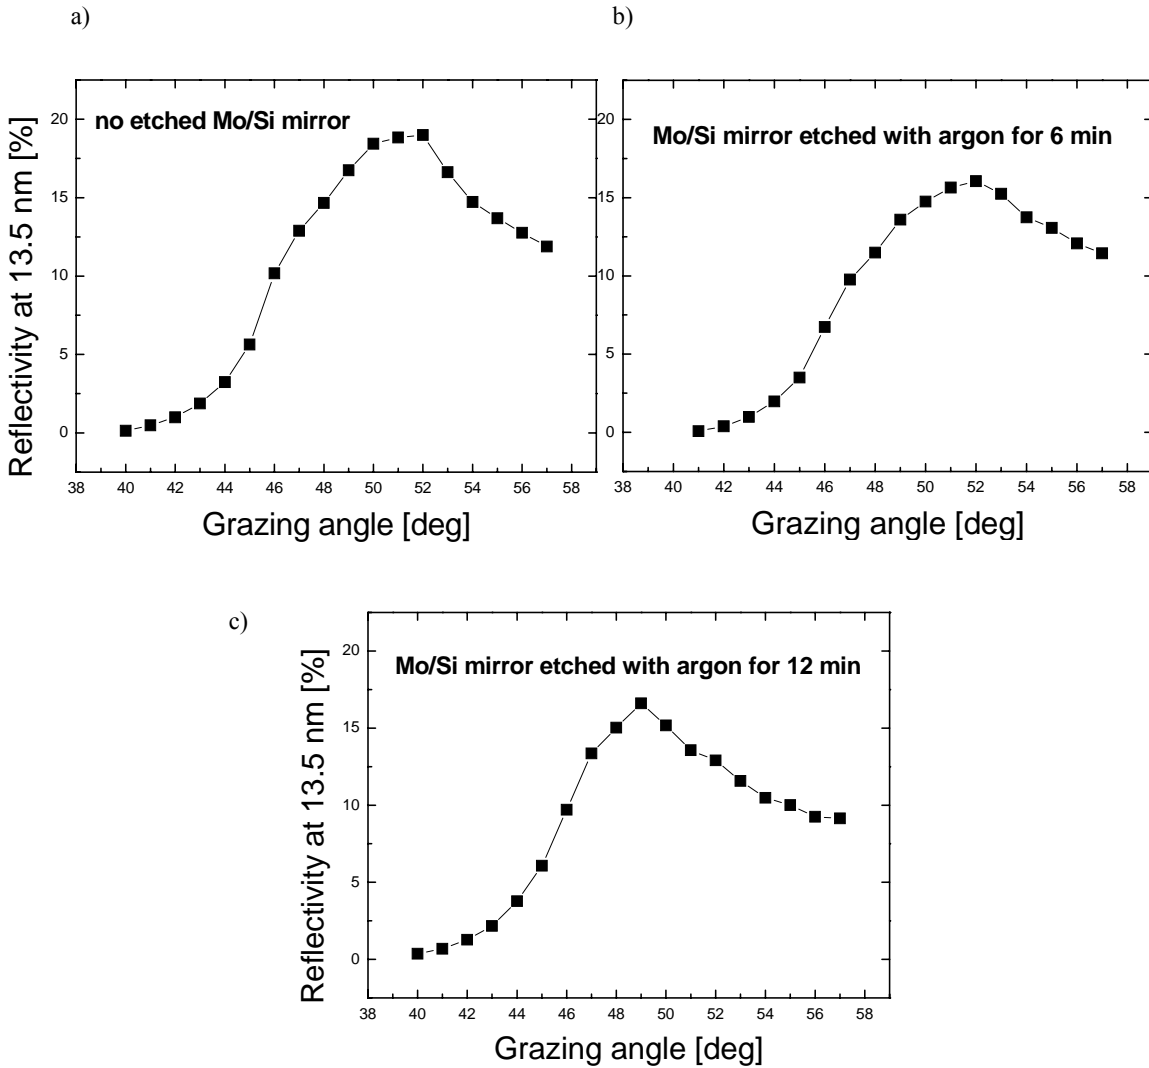 a)
b)
no etched Mo/Si mirror
Reflectivity at 13.5 nm [%]
20
15
10
5
0
38 40 42 44 46 48 50 52 54 56 58
Grazing angle [deg]
Mo/Si mirror etched with argon for 6 min
20
15
10
5
0
38 40 42 44 46 48 50 52 54 56 58
Grazing angle [deg]
c)
Mo/Si mirror etched with argon for 12 min
Reflectivity at 13.5 nm [%]
20
15
10
5
0
38 40 42 44 46 48 50 52 54 56 58
Grazing angle [deg]